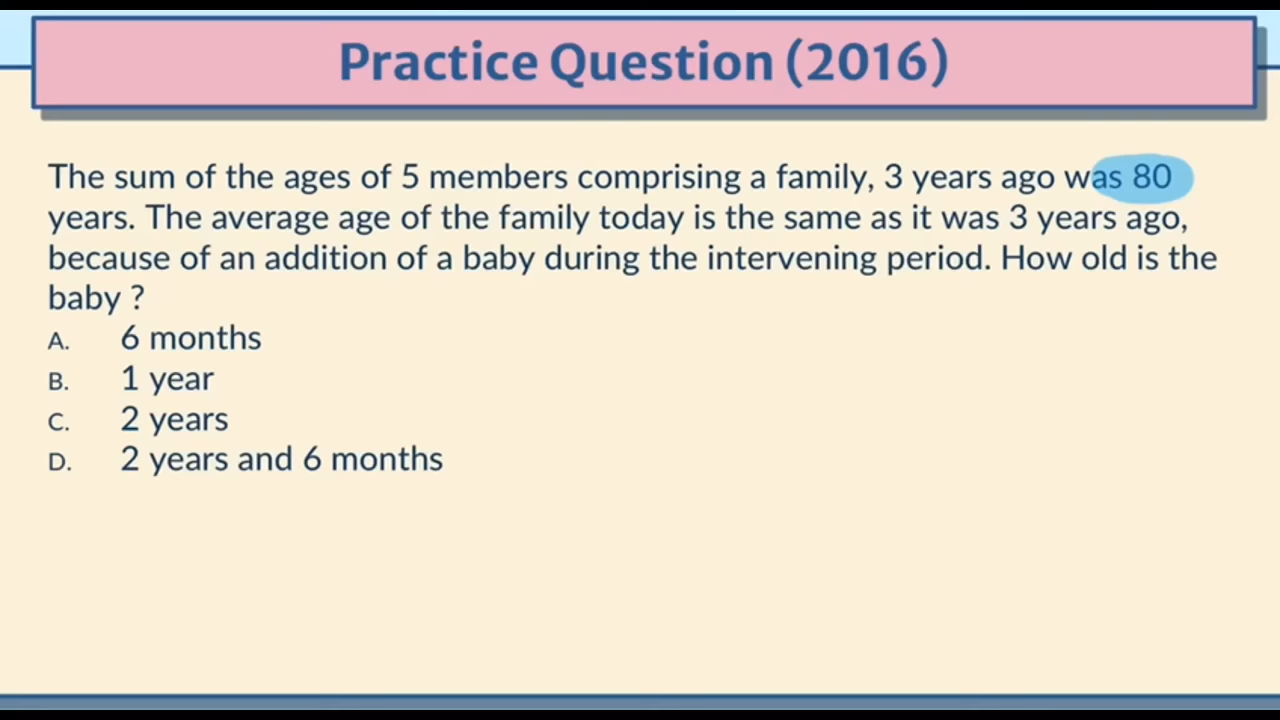 Practice Question (2016)
The sum of the ages of 5 members comprising a family, 3 years ago was 80
years. The average age of the family today is the same as it was 3 years ago,
because of an addition of a baby during the intervening period. How old is the
baby ?
A. 6 months
B. 1 year
C. 2 years
D. 2 years and 6 months